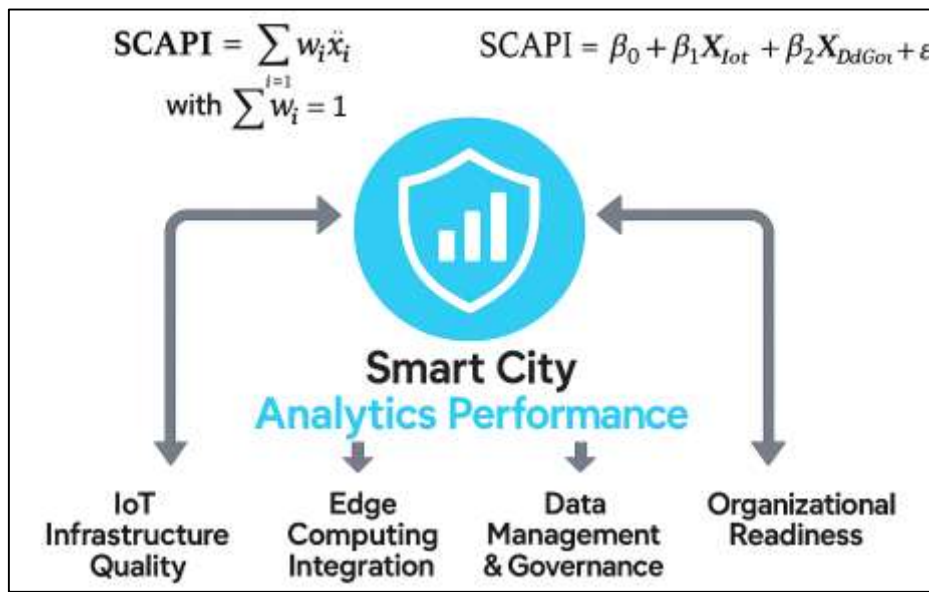 SCAPI = ∑ wᵢẍᵢ
i=1
with ∑ wᵢ = 1
SCAPI = β₀ + β₁X_Iot + β₂X_DdGou + ε
Smart City
Analytics Performance
IoT
Infrastructure
Quality
Edge
Computing
Integration
Data
Management
& Governance
Organizational
Readiness